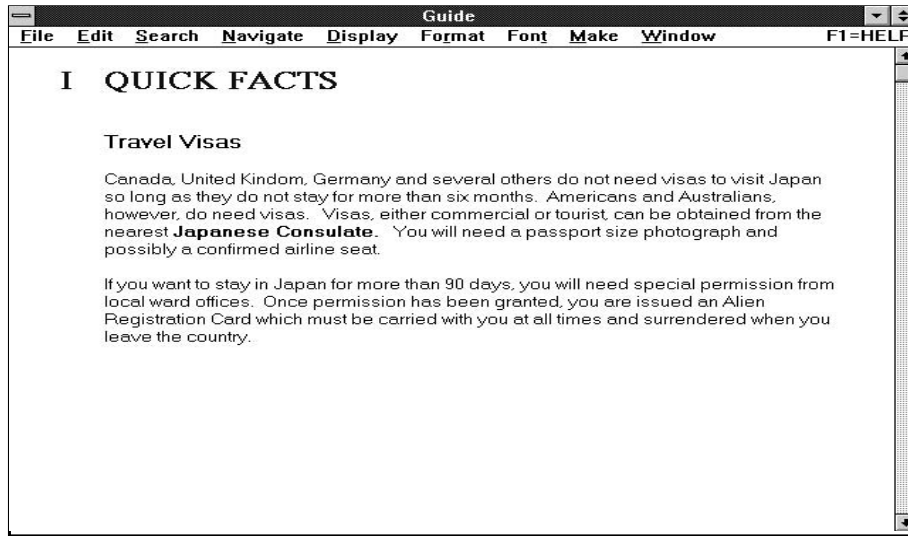 Guide
File Edit Search Navigate Display Format Font Make Window F1=HELP
I QUICK FACTS
Travel Visas
Canada, United Kindom, Germany and several others do not need visas to visit Japan
so long as they do not stay for more than six months. Americans and Australians,
however, do need visas. Visas, either commercial or tourist, can be obtained from the
nearest Japanese Consulate. You will need a passport size photograph and
possibly a confirmed airline seat.
If you want to stay in Japan for more than 90 days, you will need special permission from
local ward offices. Once permission has been granted, you are issued an Alien
Registration Card which must be carried with you at all times and surrendered when you
leave the country.